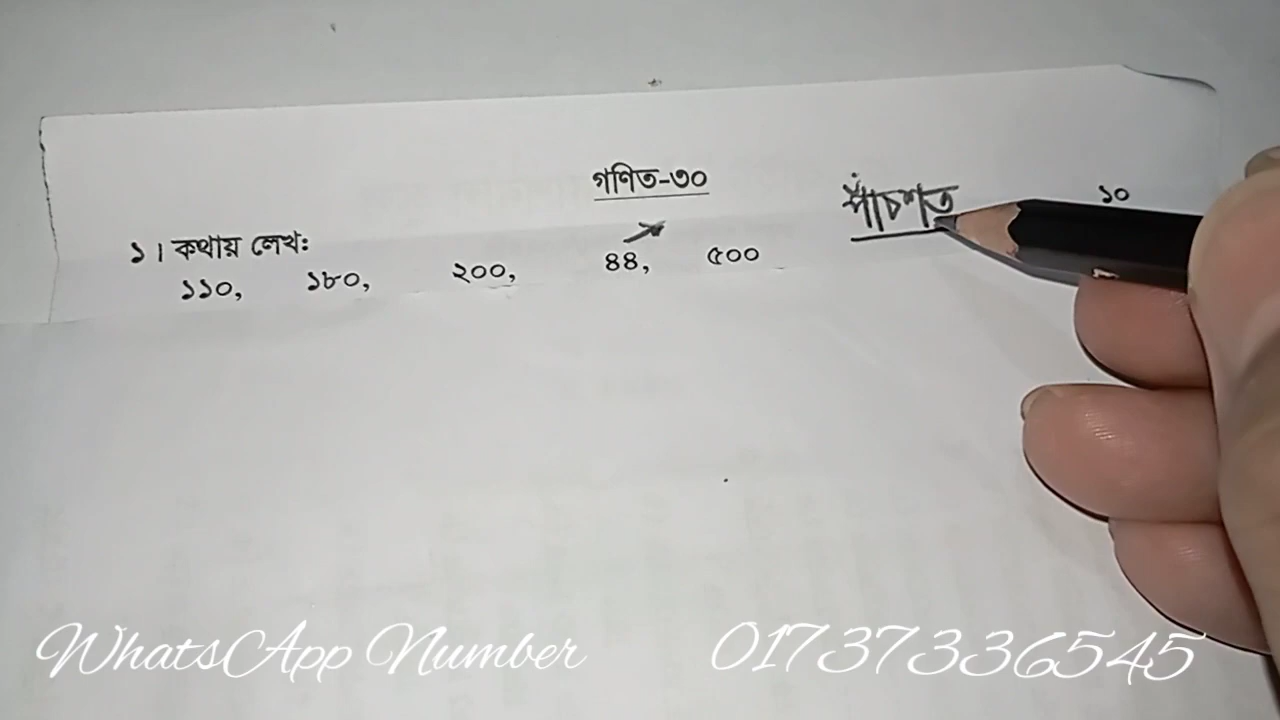 গণিত-৩০
পাঁচশত
১০
১। কথায় লেখ:
১১০, ১৮০, ২০০, ৪৪, ৫০০
WhatsApp Number 01737336545